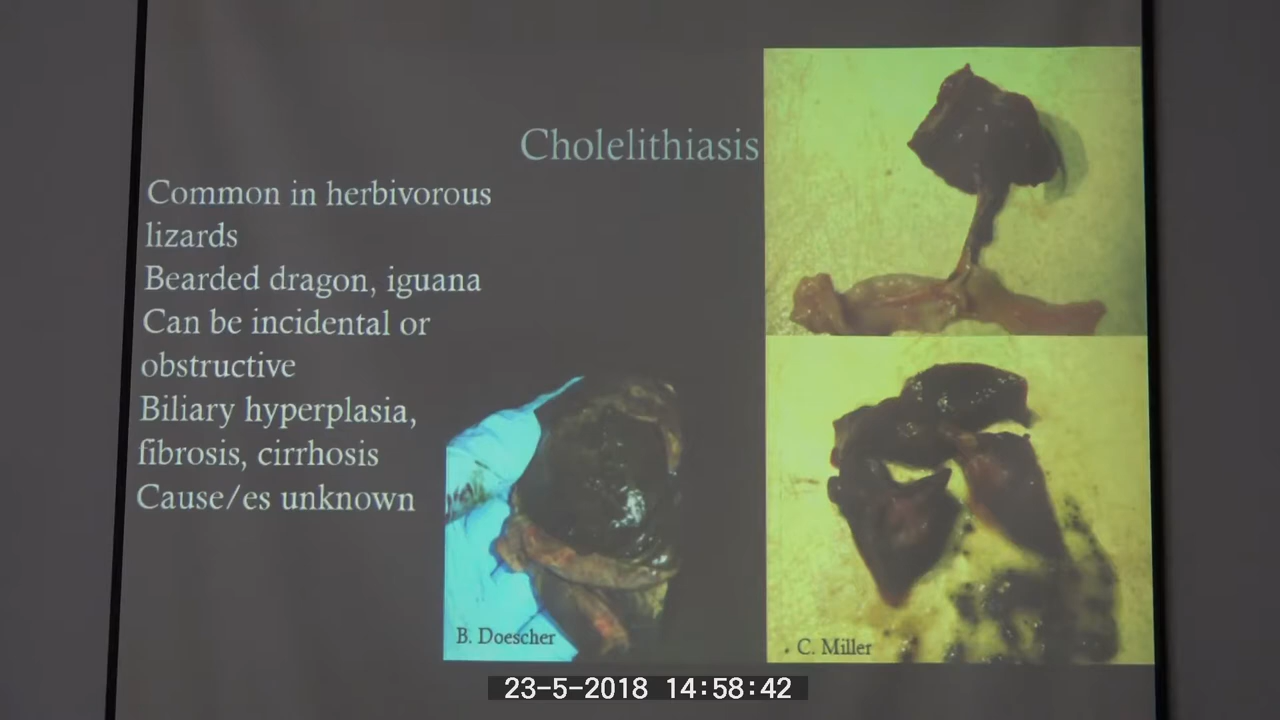 Cholelithiasis
Common in herbivorous
lizards
Bearded dragon, iguana
Can be incidental or
obstructive
Biliary hyperplasia,
fibrosis, cirrhosis
Cause/es unknown
B. Doescher
C. Miller
23-5-2018 14:58:42